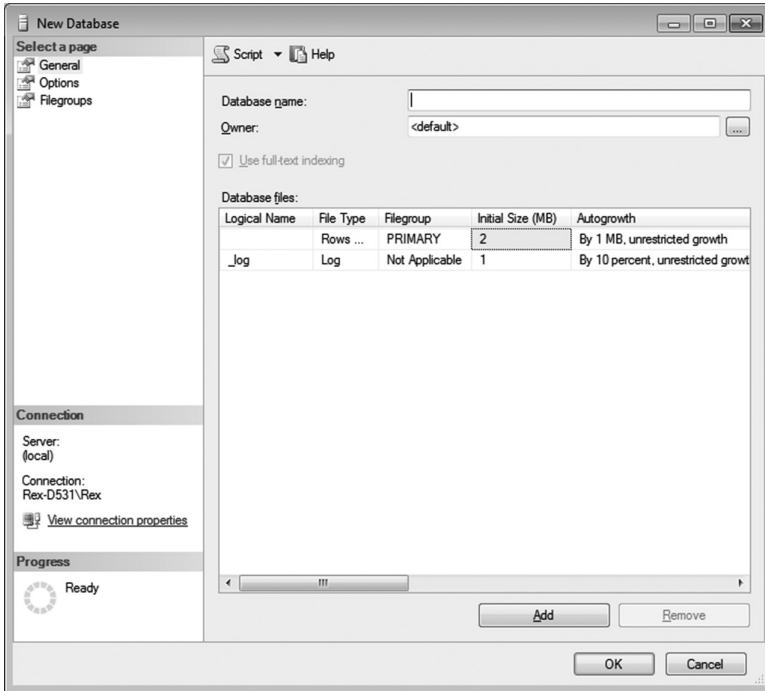 New Database
Select a page
General
Options
Filegroups
Script Help
Database name:
Owner: <default> ...
Use full-text indexing
Database files:
Logical Name File Type Filegroup Initial Size (MB) Autogrowth
Rows ... PRIMARY 2 By 1 MB, unrestricted growth
_log Log Not Applicable 1 By 10 percent, unrestricted growt
Connection
Server:
(local)
Connection:
Rex-D531\Rex
View connection properties
Progress
Ready
Add Remove
OK Cancel